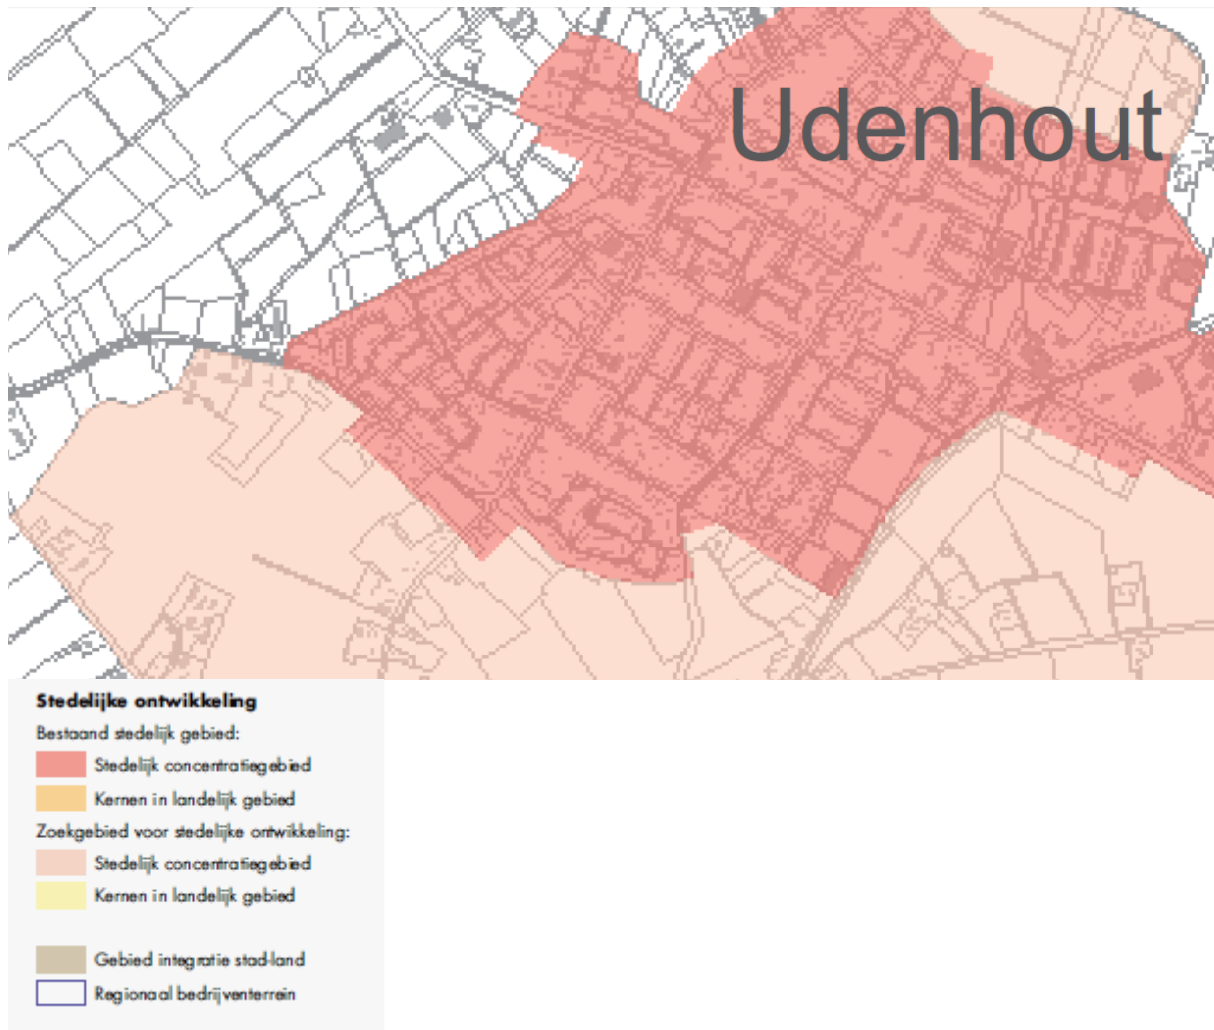 Udenhout
Stedelijke ontwikkeling
Bestaand stedelijk gebied:
Stedelijk concentratiegebied
Kernen in landelijk gebied
Zoekgebied voor stedelijke ontwikkeling:
Stedelijk concentratiegebied
Kernen in landelijk gebied
Gebied integratie stad-land
Regionaal bedrijventerrein